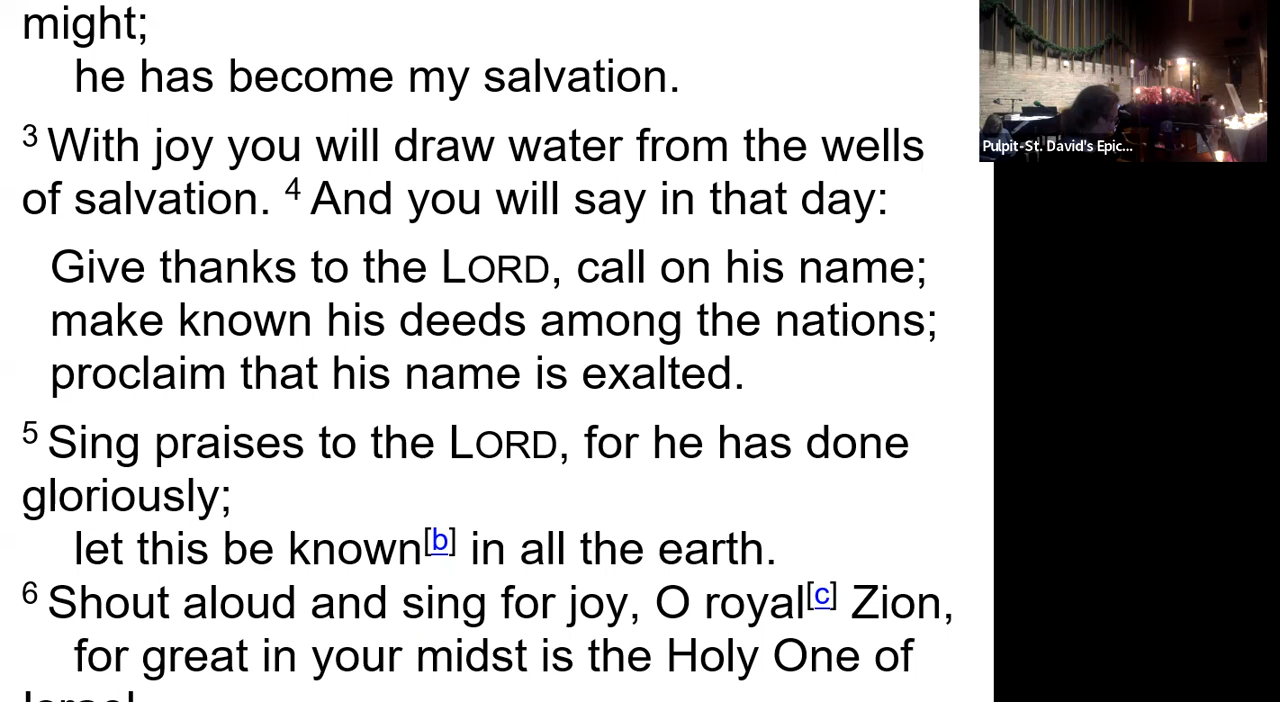 might;
he has become my salvation.
3 With joy you will draw water from the wells
of salvation. 4 And you will say in that day:
Give thanks to the LORD, call on his name;
make known his deeds among the nations;
proclaim that his name is exalted.
5 Sing praises to the LORD, for he has done
gloriously;
let this be known[b] in all the earth.
6 Shout aloud and sing for joy, O royal[c] Zion,
for great in your midst is the Holy One of
Israel
Pulpit-St. David's Epic...